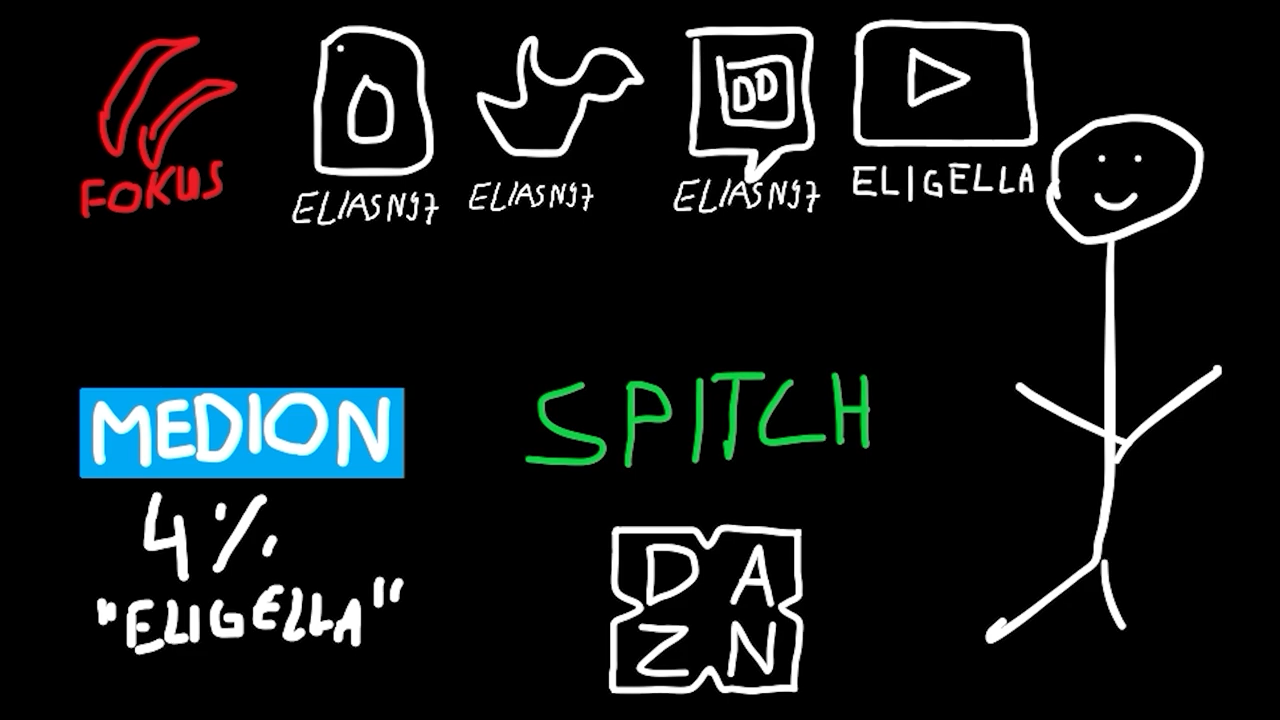 FOKUS
ELIASN97
ELIASN97
DD
ELIASN97
ELIGELLA
MEDION
4%
"ELIGELLA"
SPITCH
DA
ZN